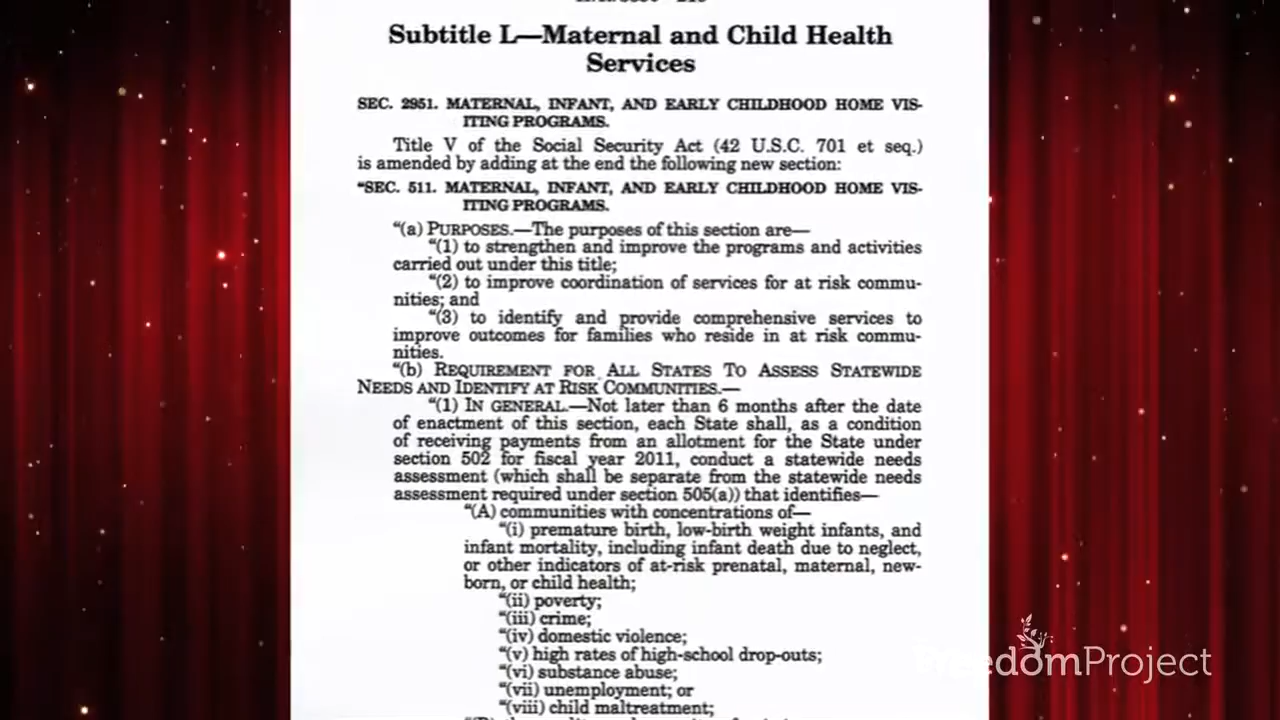 Subtitle L—Maternal and Child Health
Services
SEC. 2951. MATERNAL, INFANT, AND EARLY CHILDHOOD HOME VIS-
ITING PROGRAMS.
Title V of the Social Security Act (42 U.S.C. 701 et seq.)
is amended by adding at the end the following new section:
“SEC. 511. MATERNAL, INFANT, AND EARLY CHILDHOOD HOME VIS-
ITING PROGRAMS.
“(a) PURPOSES.—The purposes of this section are—
“(1) to strengthen and improve the programs and activities
carried out under this title;
“(2) to improve coordination of services for at risk commu-
nities; and
“(3) to identify and provide comprehensive services to
improve outcomes for families who reside in at risk commu-
nities.
“(b) REQUIREMENT FOR ALL STATES TO ASSESS STATEWIDE
NEEDS AND IDENTIFY AT RISK COMMUNITIES.—
“(1) IN GENERAL.—Not later than 6 months after the date
of enactment of this section, each State shall, as a condition
of receiving payments from an allotment for the State under
section 502 for fiscal year 2011, conduct a statewide needs
assessment (which shall be separate from the statewide needs
assessment required under section 505(a)) that identifies—
“(A) communities with concentrations of—
“(i) premature birth, low-birth weight infants, and
infant mortality, including infant death due to neglect,
or other indicators of at-risk prenatal, maternal, new-
born, or child health;
“(ii) poverty;
“(iii) crime;
“(iv) domestic violence;
“(v) high rates of high-school drop-outs;
“(vi) substance abuse;
“(vii) unemployment; or
“(viii) child maltreatment;
FreedomProject